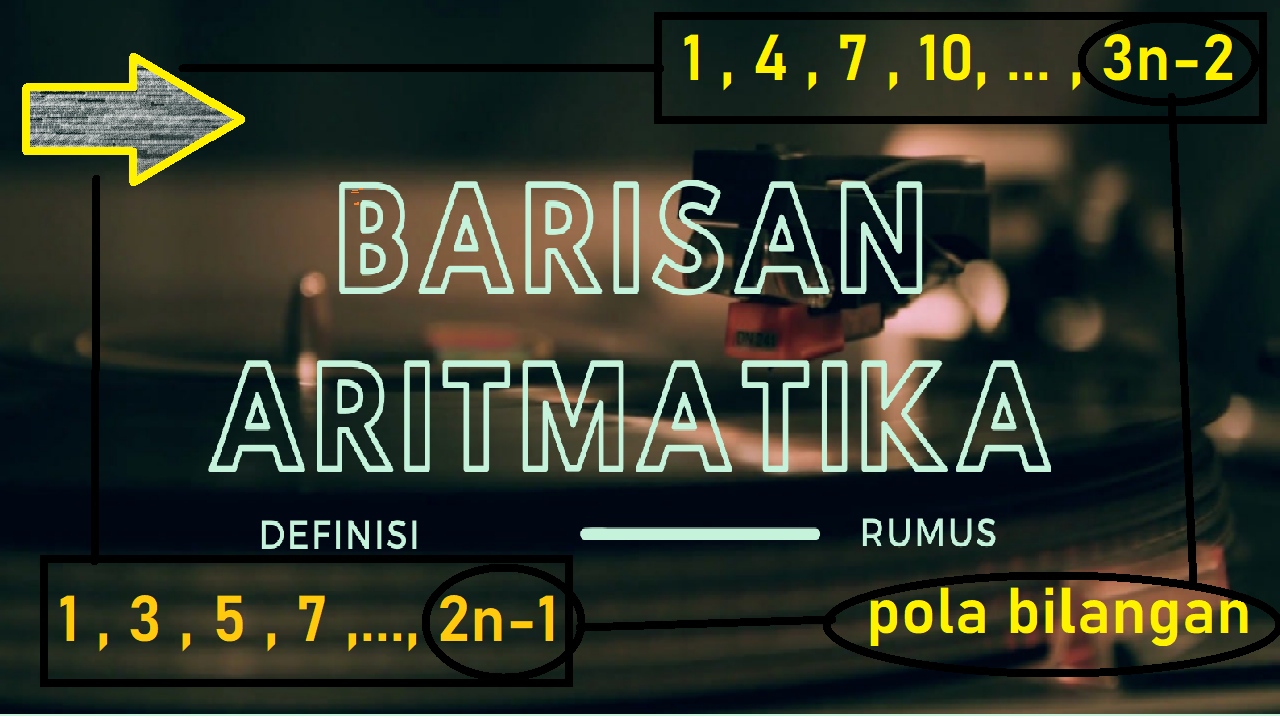 1 , 4 , 7 , 10, ... , 3n-2
BARISAN
ARITMATIKA
DEFINISI
RUMUS
1 , 3 , 5 , 7 ,..., 2n-1
pola bilangan